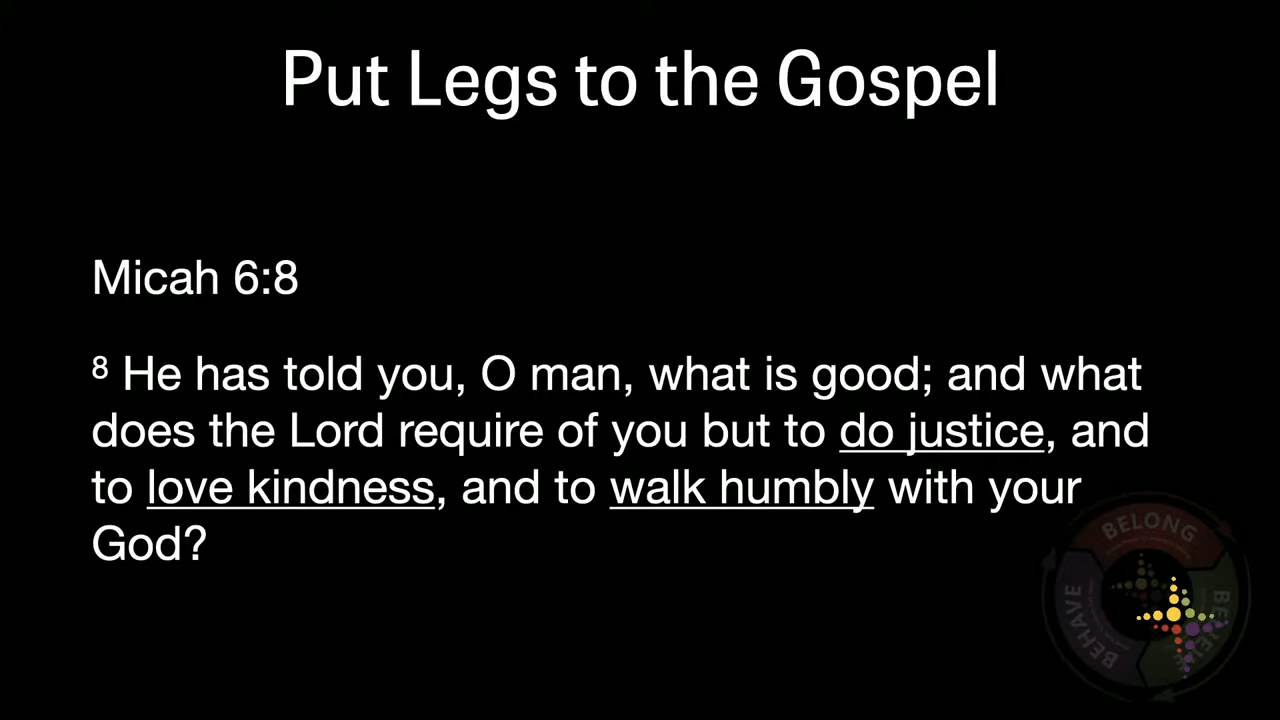 Put Legs to the Gospel
Micah 6:8
⁸ He has told you, O man, what is good; and what
does the Lord require of you but to do justice, and
to love kindness, and to walk humbly with your
God?
BELONG
BEHAVE